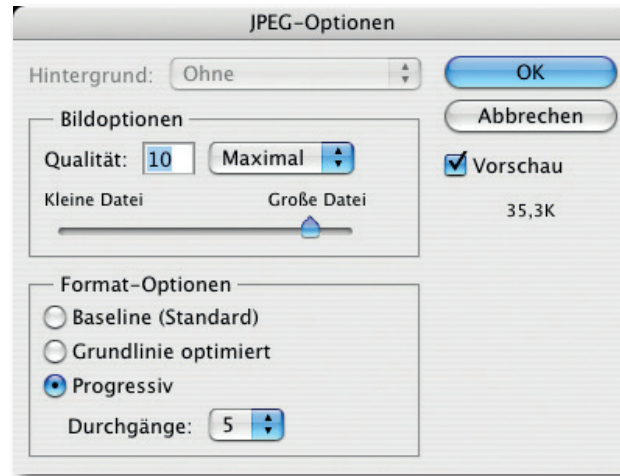 JPEG-Optionen
Hintergrund: Ohne
OK
Abbrechen
Vorschau
35,3K
Bildoptionen
Qualität: 10 Maximal
Kleine Datei Große Datei
Format-Optionen
Baseline (Standard)
Grundlinie optimiert
Progressiv
Durchgänge: 5